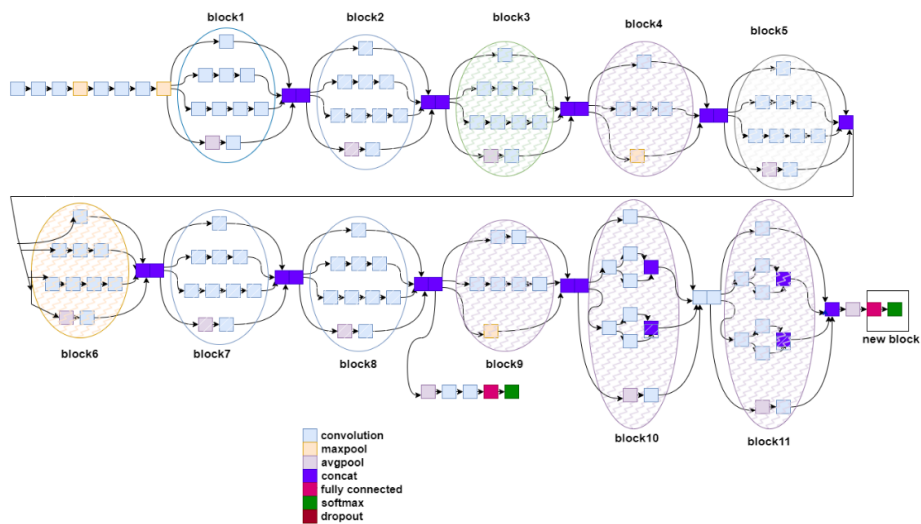 block1
block2
block3
block4
block5
block6
block7
block8
block9
block10
block11
new block
convolution
maxpool
avgpool
concat
fully connected
softmax
dropout